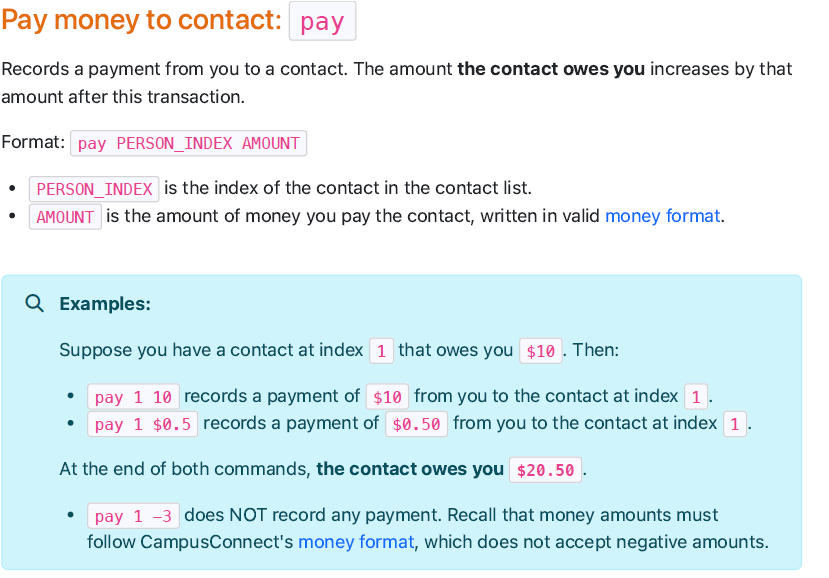 Pay money to contact: pay
Records a payment from you to a contact. The amount the contact owes you increases by that
amount after this transaction.
Format: pay PERSON_INDEX AMOUNT
• PERSON_INDEX is the index of the contact in the contact list.
• AMOUNT is the amount of money you pay the contact, written in valid money format.
Examples:
Suppose you have a contact at index 1 that owes you $10. Then:
• pay 1 10 records a payment of $10 from you to the contact at index 1.
• pay 1 $0.5 records a payment of $0.50 from you to the contact at index 1.
At the end of both commands, the contact owes you $20.50.
• pay 1 −3 does NOT record any payment. Recall that money amounts must
follow CampusConnect's money format, which does not accept negative amounts.